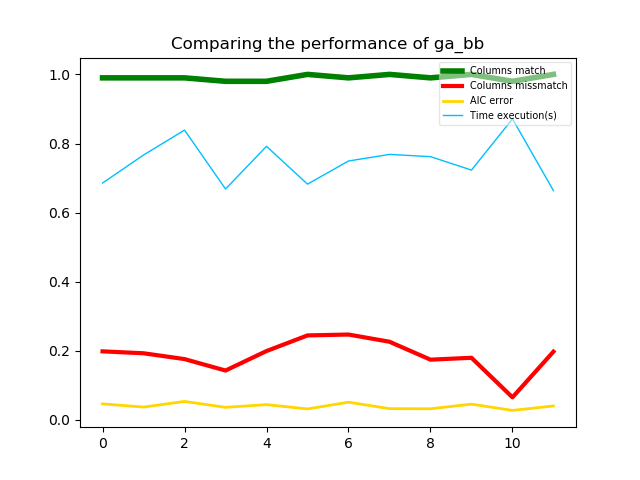 Comparing the performance of ga_bb
Columns match
Columns missmatch
AIC error
Time execution(s)
1.0
0.8
0.6
0.4
0.2
0.0
0 2 4 6 8 10